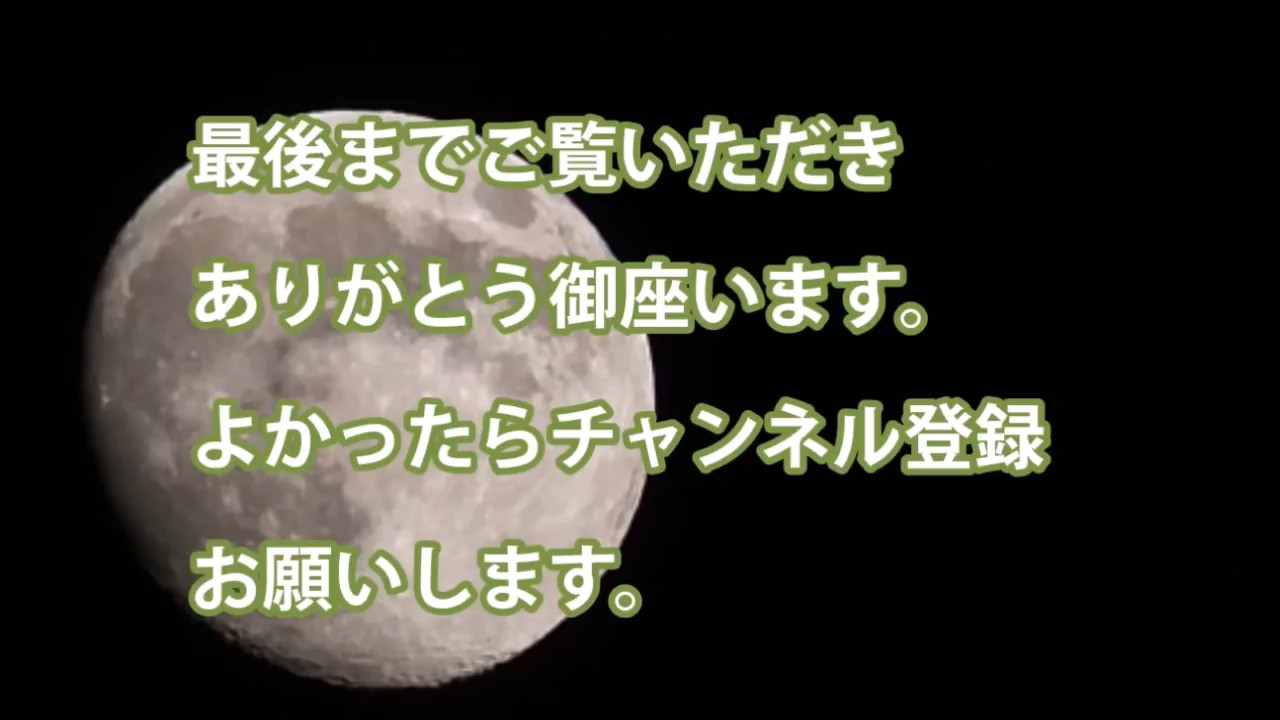 最後までご覧いただき
ありがとう御座います。
よかったらチャンネル登録
お願いします。